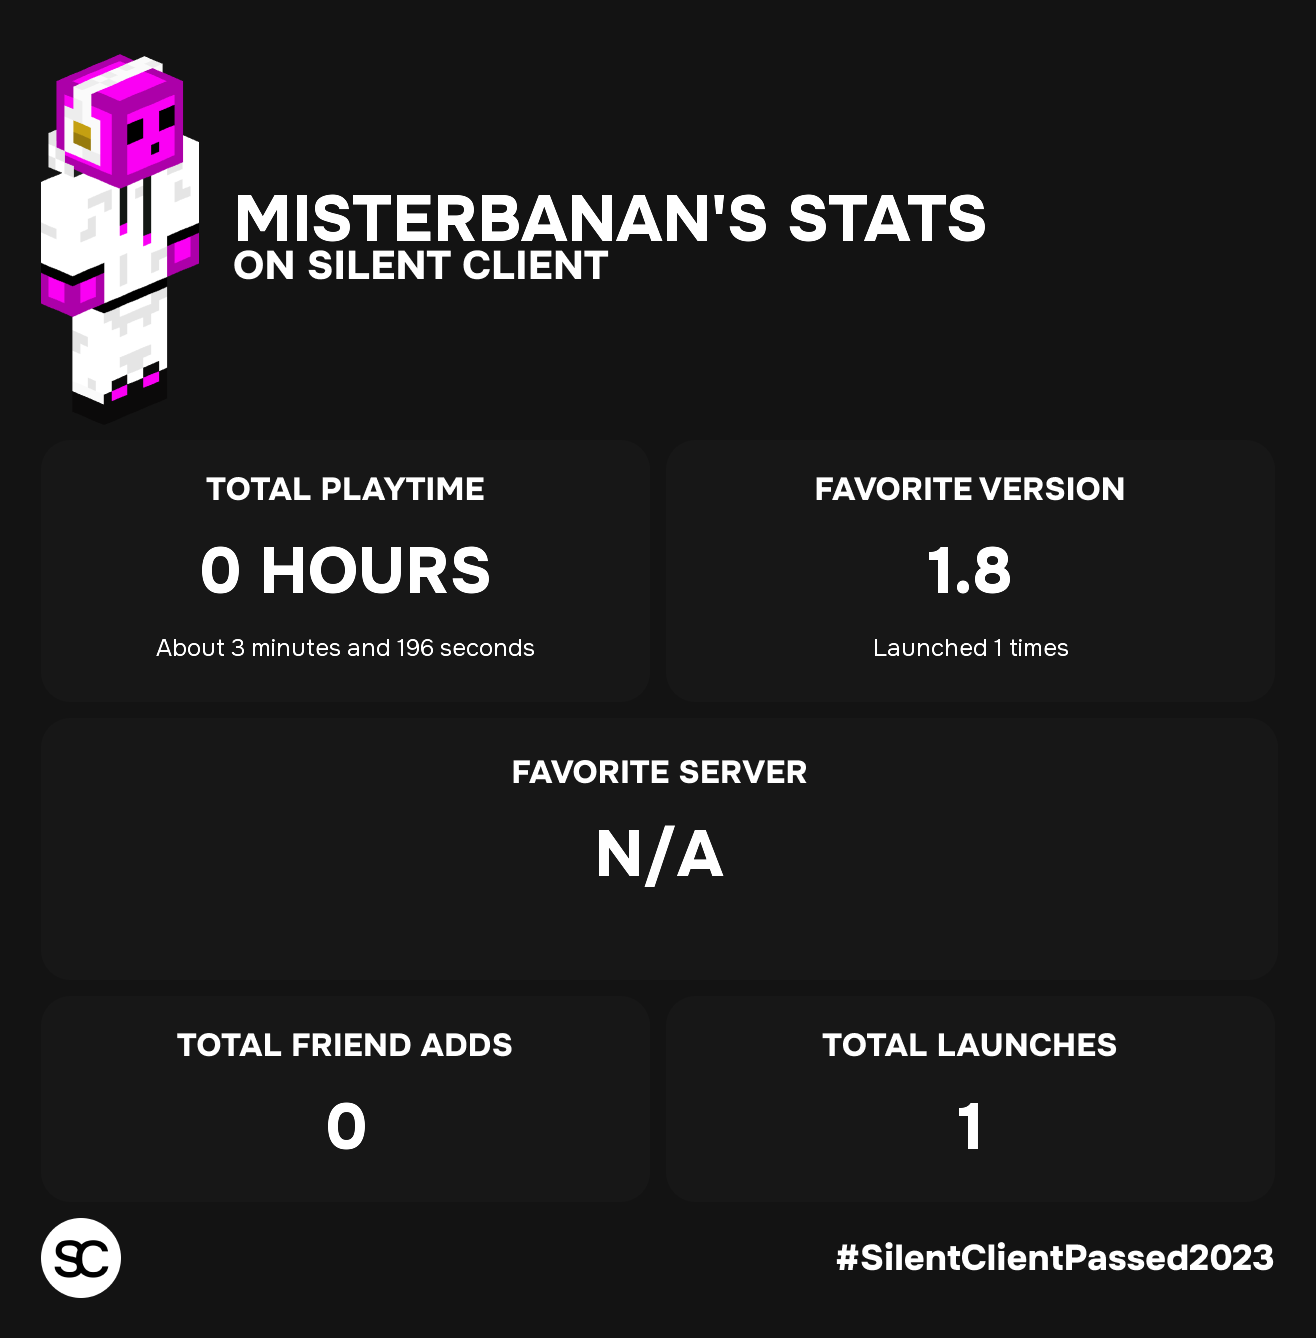 MISTERBANAN'S STATS
ON SILENT CLIENT
TOTAL PLAYTIME
0 HOURS
About 3 minutes and 196 seconds
FAVORITE VERSION
1.8
Launched 1 times
FAVORITE SERVER
N/A
TOTAL FRIEND ADDS
0
TOTAL LAUNCHES
1
SC
#SilentClientPassed2023